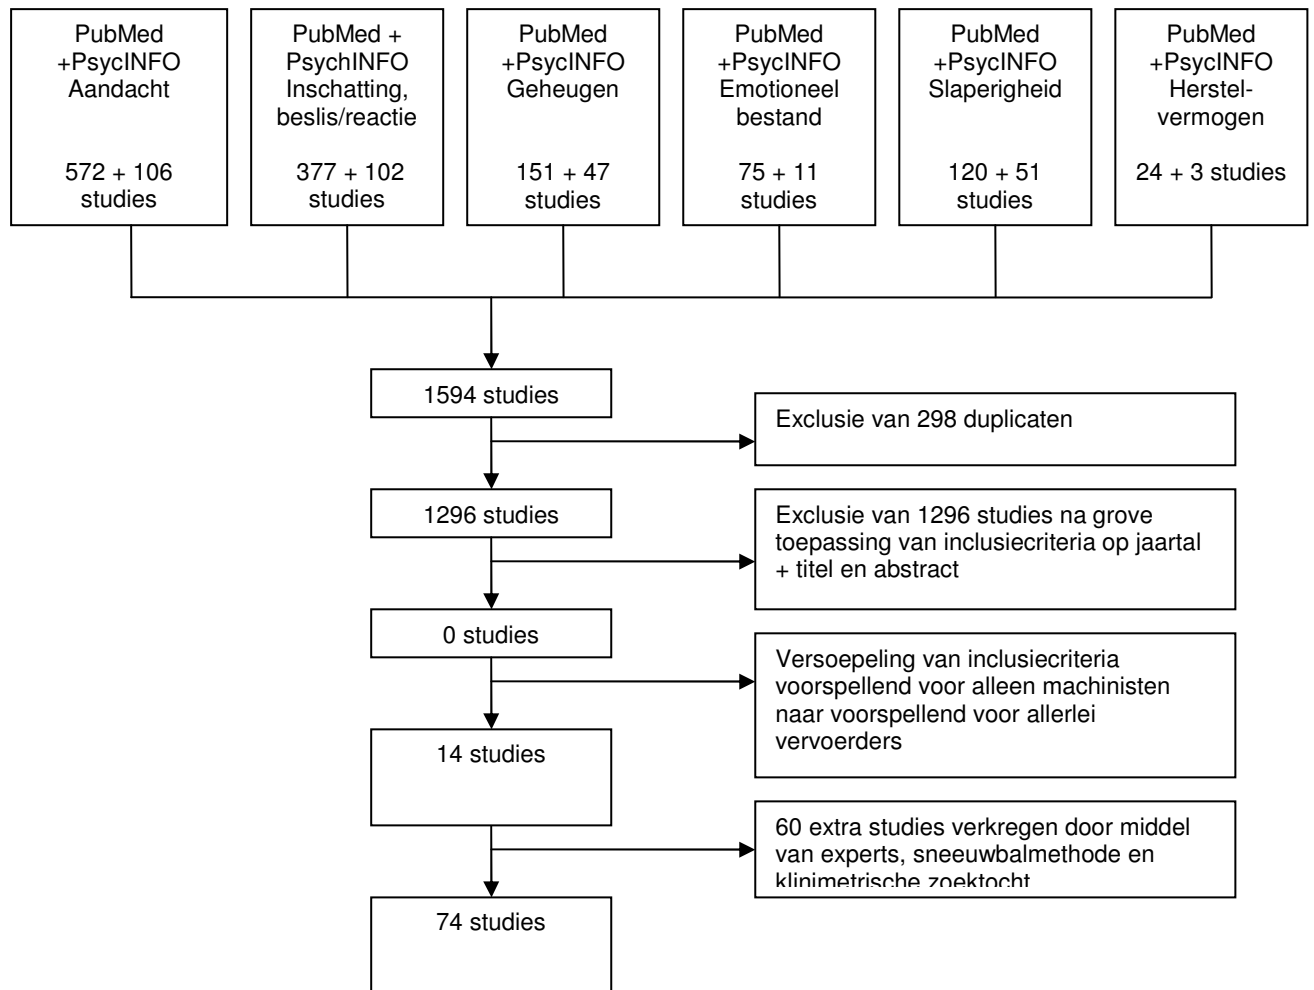 PubMed
+PsycINFO
Aandacht
572 + 106
studies
PubMed +
PsychINFO
Inschatting,
beslis/reactie
377 + 102
studies
PubMed
+PsycINFO
Geheugen
151 + 47
studies
PubMed
+PsycINFO
Emotioneel
bestand
75 + 11
studies
PubMed
+PsycINFO
Slaperigheid
120 + 51
studies
PubMed
+PsycINFO
Herstel-
vermogen
24 + 3 studies
1594 studies
Exclusie van 298 duplicaten
1296 studies
Exclusie van 1296 studies na grove
toepassing van inclusiecriteria op jaartal
+ titel en abstract
0 studies
Versoepeling van inclusiecriteria
voorspellend voor alleen machinisten
naar voorspellend voor allerlei
vervoerders
14 studies
60 extra studies verkregen door middel
van experts, sneeuwbalmethode en
klinimetrische zoektocht
74 studies